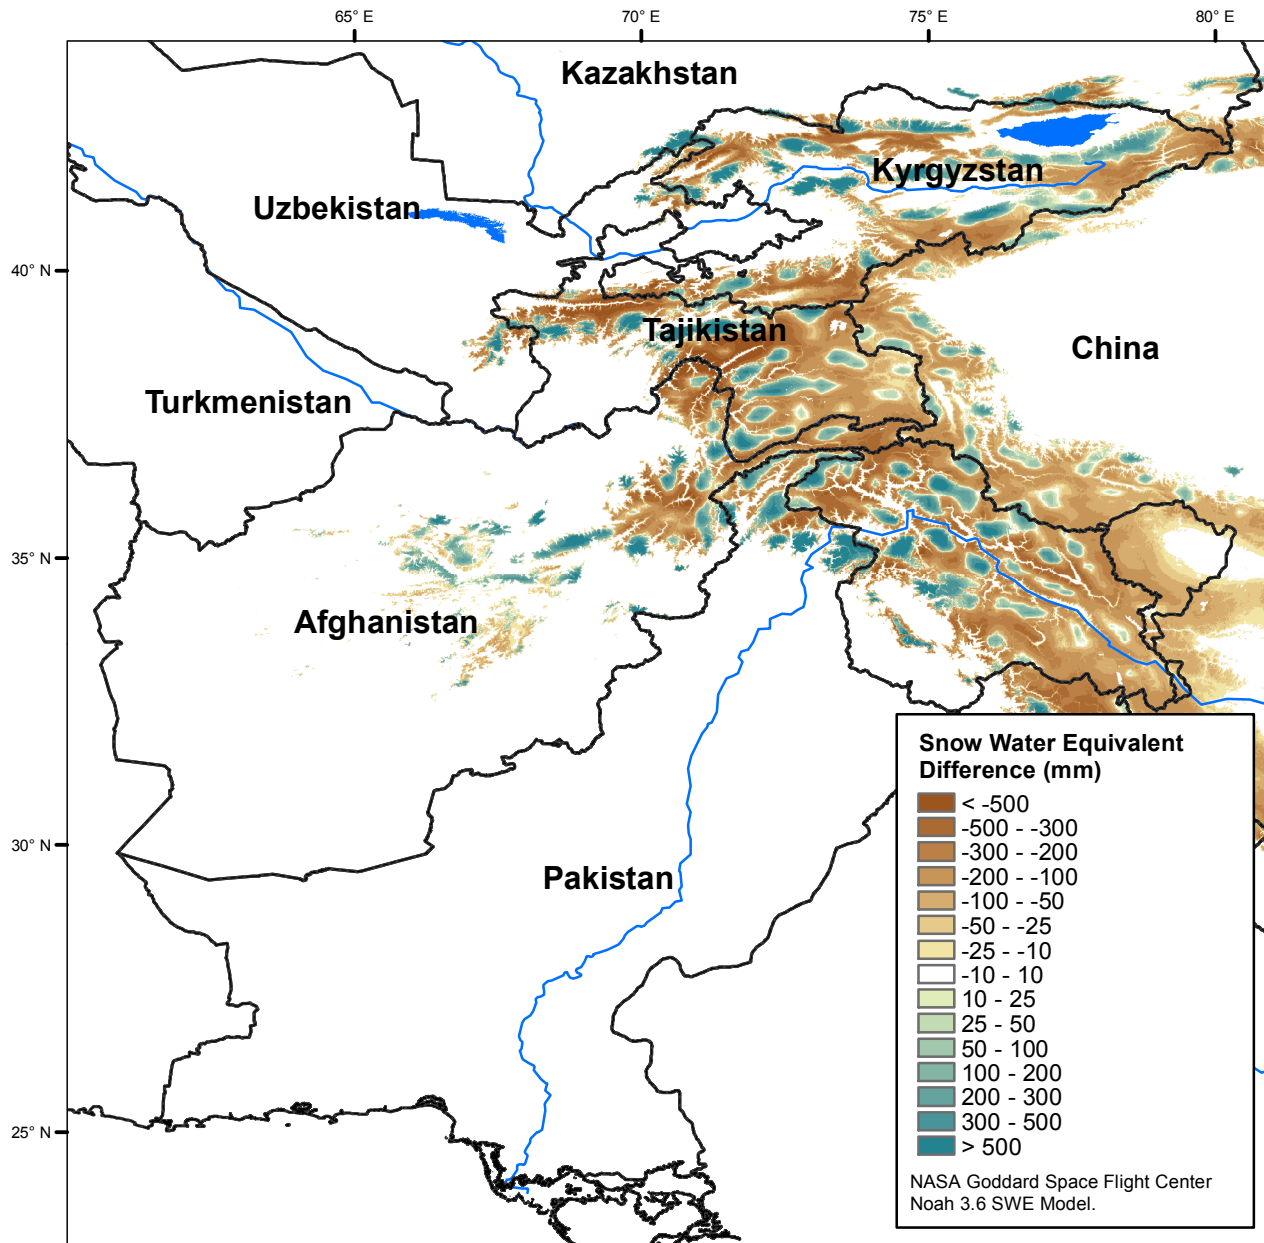 65° E
70° E
75° E
80° E
Kazakhstan
Kyrgyzstan
Uzbekistan
40° N
Tajikistan
China
Turkmenistan
35° N
Afghanistan
Snow Water Equivalent
Difference (mm)
< -500
-500 - -300
-300 - -200
-200 - -100
-100 - -50
-50 - -25
-25 - -10
-10 - 10
10 - 25
25 - 50
50 - 100
100 - 200
200 - 300
300 - 500
> 500
30° N
Pakistan
25° N
NASA Goddard Space Flight Center
Noah 3.6 SWE Model.